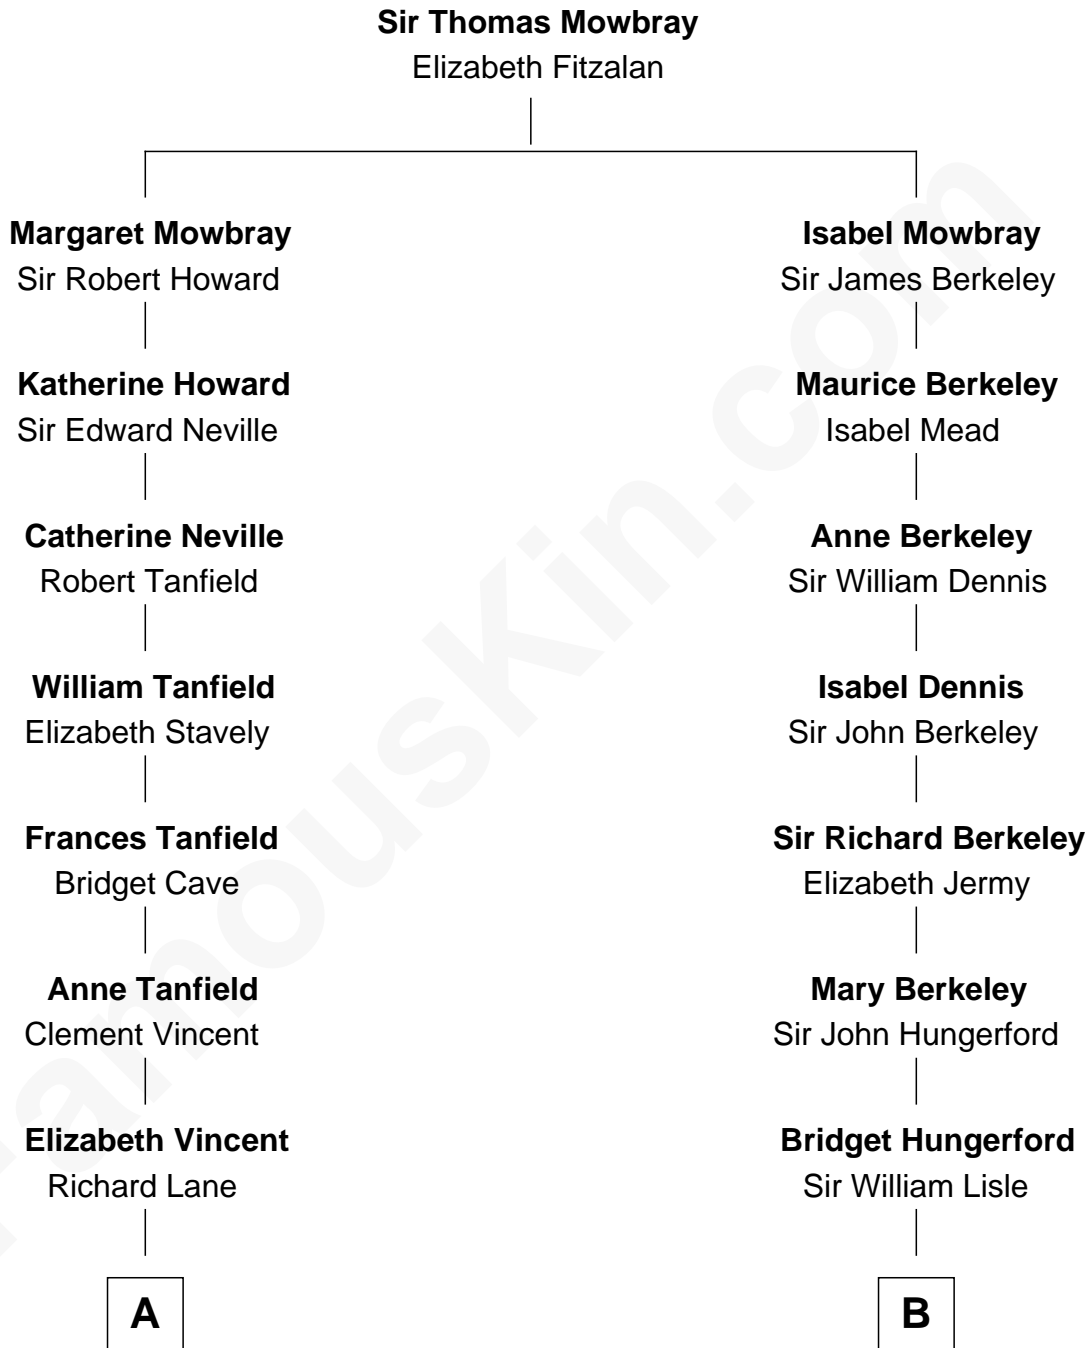 Sir Thomas Mowbray
Elizabeth Fitzalan
Margaret Mowbray
Sir Robert Howard
Isabel Mowbray
Sir James Berkeley
Katherine Howard
Sir Edward Neville
Maurice Berkeley
Isabel Mead
Catherine Neville
Robert Tanfield
Anne Berkeley
Sir William Dennis
William Tanfield
Elizabeth Stavely
Isabel Dennis
Sir John Berkeley
Frances Tanfield
Bridget Cave
Sir Richard Berkeley
Elizabeth Jermy
Anne Tanfield
Clement Vincent
Mary Berkeley
Sir John Hungerford
Elizabeth Vincent
Richard Lane
Bridget Hungerford
Sir William Lisle
A
B
FamousKin.com